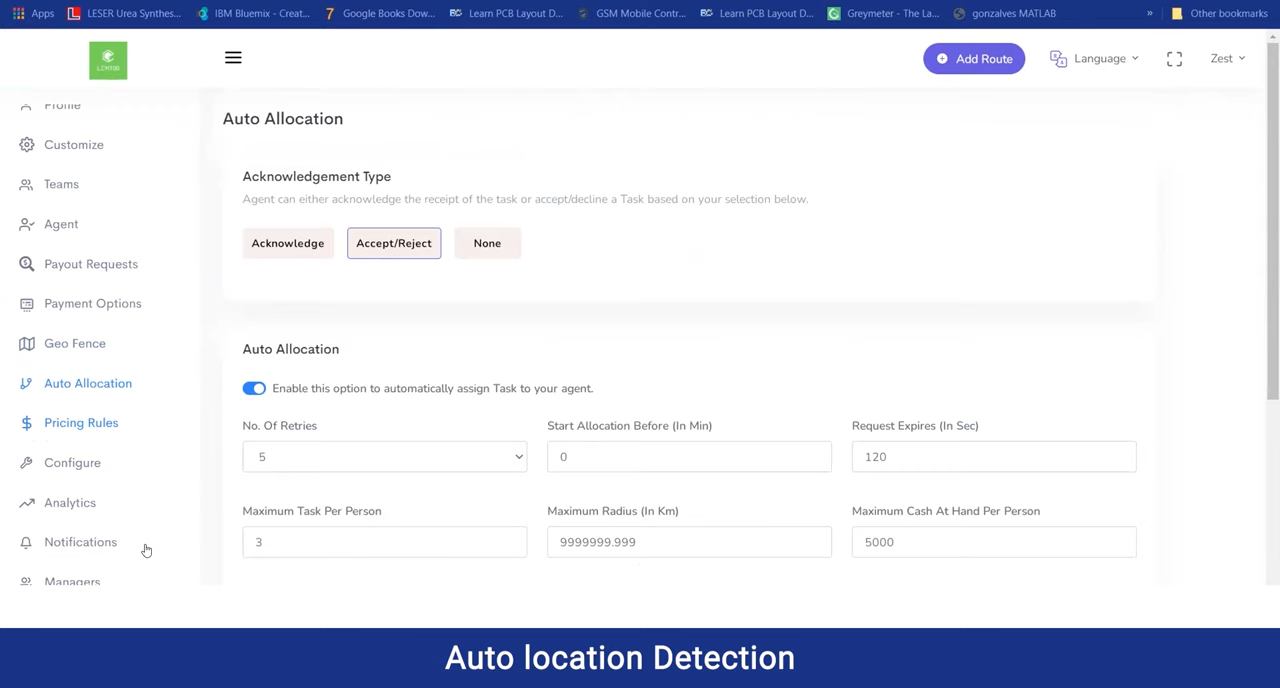 Apps
LESER Urea Synthes...
IBM Bluemix - Creat...
Google Books Dow...
Learn PCB Layout D...
GSM Mobile Contr...
Learn PCB Layout D...
Greymeter - The La...
gonzalves MATLAB
»
Other bookmarks
Add Route
Language
Zest
Profile
Customize
Teams
Agent
Payout Requests
Payment Options
Geo Fence
Auto Allocation
Pricing Rules
Configure
Analytics
Notifications
Managers
Auto Allocation
Acknowledgement Type
Agent can either acknowledge the receipt of the task or accept/decline a Task based on your selection below.
Acknowledge
Accept/Reject
None
Auto Allocation
Enable this option to automatically assign Task to your agent.
No. Of Retries
Start Allocation Before (In Min)
Request Expires (In Sec)
5
0
120
Maximum Task Per Person
Maximum Radius (In Km)
Maximum Cash At Hand Per Person
3
9999999.999
5000
Auto location Detection